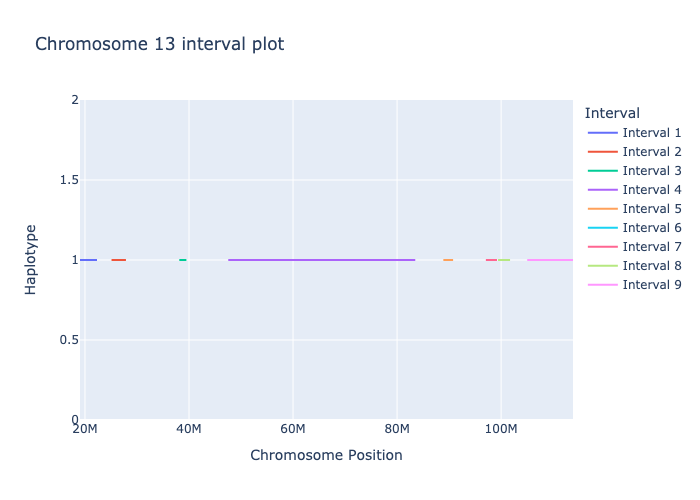 Chromosome 13 interval plot
Interval
Interval 1
Interval 2
Interval 3
Interval 4
Interval 5
Interval 6
Interval 7
Interval 8
Interval 9
Haplotype
2
1.5
1
0.5
0
20M 40M 60M 80M 100M
Chromosome Position